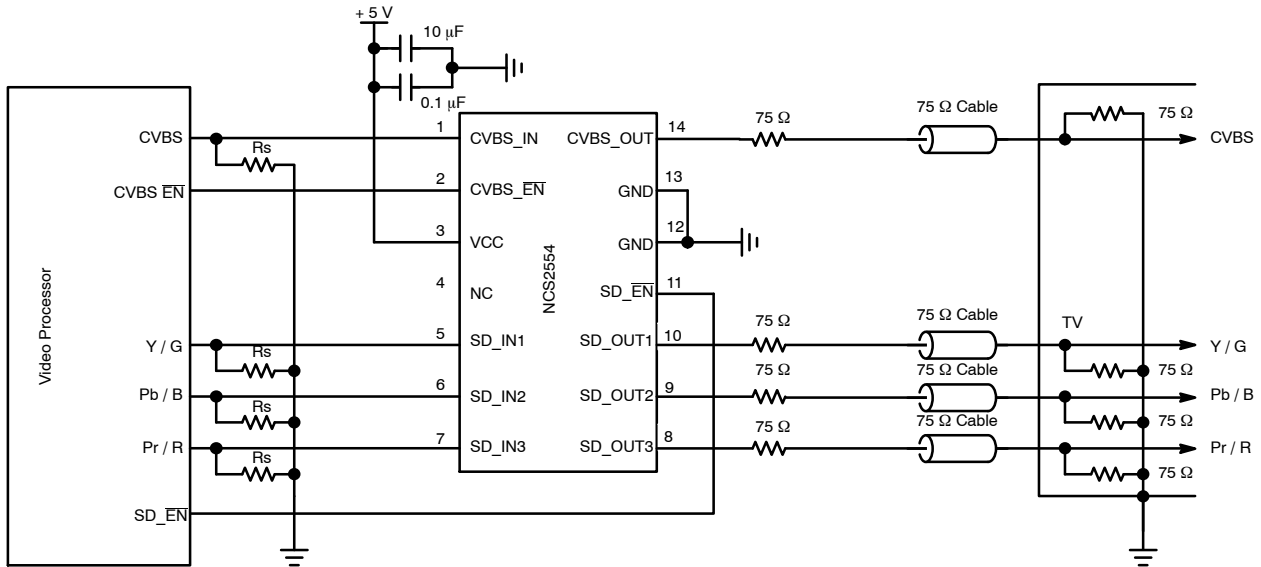 + 5 V
10 µF
0.1 µF
Video Processor
CVBS
CVBS EN
Y / G
Pb / B
Pr / R
SD_EN
Rs
Rs
Rs
Rs
1
2
3
4
5
6
7
CVBS_IN
CVBS_EN
VCC
NC
SD_IN1
SD_IN2
SD_IN3
NCS2554
CVBS_OUT
GND
GND
SD_EN
SD_OUT1
SD_OUT2
SD_OUT3
14
13
12
11
10
9
8
75 Ω
75 Ω
75 Ω
75 Ω
75 Ω Cable
75 Ω Cable
75 Ω Cable
75 Ω Cable
TV
75 Ω
75 Ω
75 Ω
75 Ω
CVBS
Y / G
Pb / B
Pr / R